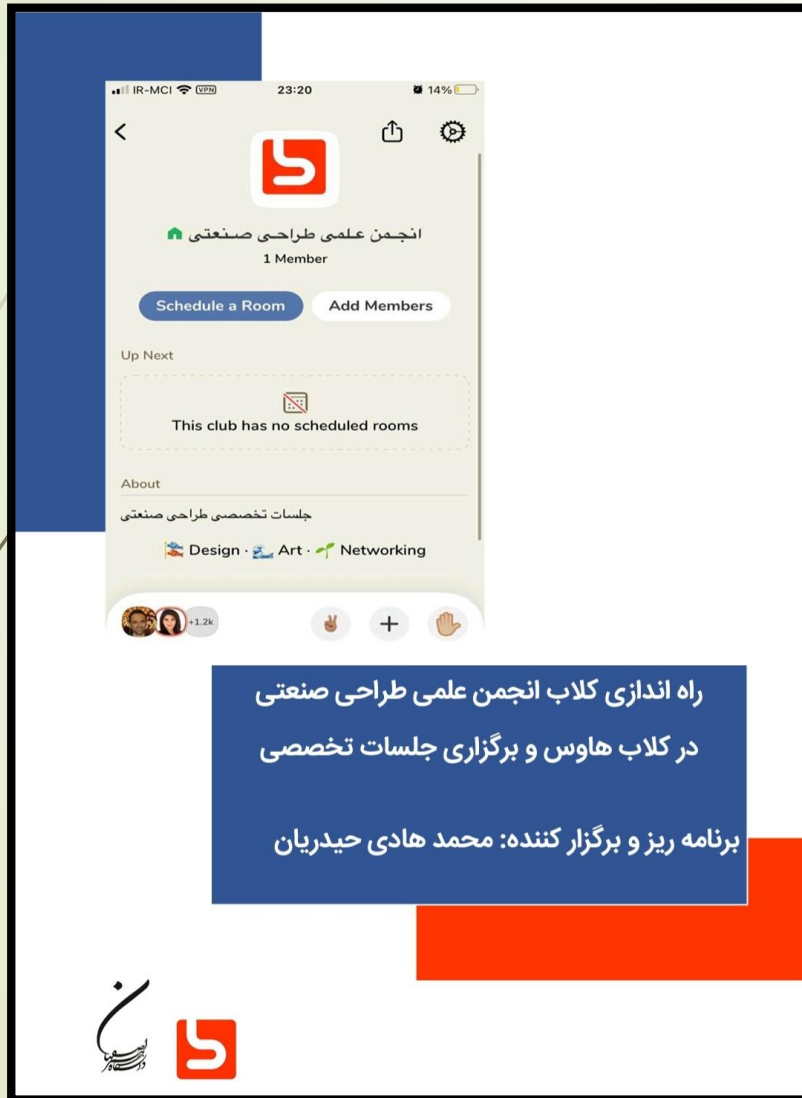 IR-MCI VPN 23:20 14%
انجمن علمی طراحی صنعتی
1 Member
Schedule a Room Add Members
Up Next
This club has no scheduled rooms
About
جلسات تخصصی طراحی صنعتی
Design · Art · Networking
+1.2k
راه اندازی کلاب انجمن علمی طراحی صنعتی
در کلاب هاوس و برگزاری جلسات تخصصی
برنامه ریز و برگزار کننده: محمد هادی حیدریان